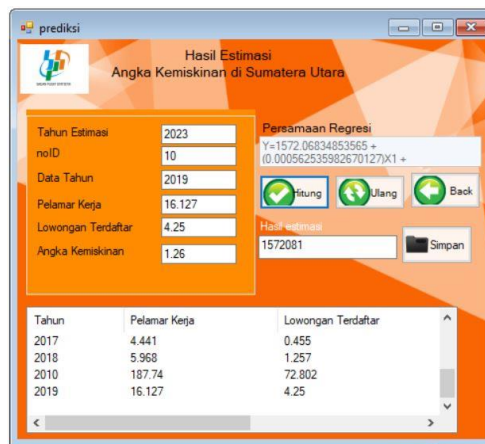 prediksi
Hasil Estimasi
Angka Kemiskinan di Sumatera Utara
Tahun Estimasi 2023
noID 10
Data Tahun 2019
Pelamar Kerja 16.127
Lowongan Terdaftar 4.25
Angka Kemiskinan 1.26
Persamaan Regresi
Y=1572.06834853565 +
(0.000562535982670127)X1 +
Hitung Ulang Back
Hasil estimasi
1572081 Simpan
Tahun Pelamar Kerja Lowongan Terdaftar
2017 4.441 0.455
2018 5.968 1.257
2010 187.74 72.802
2019 16.127 4.25